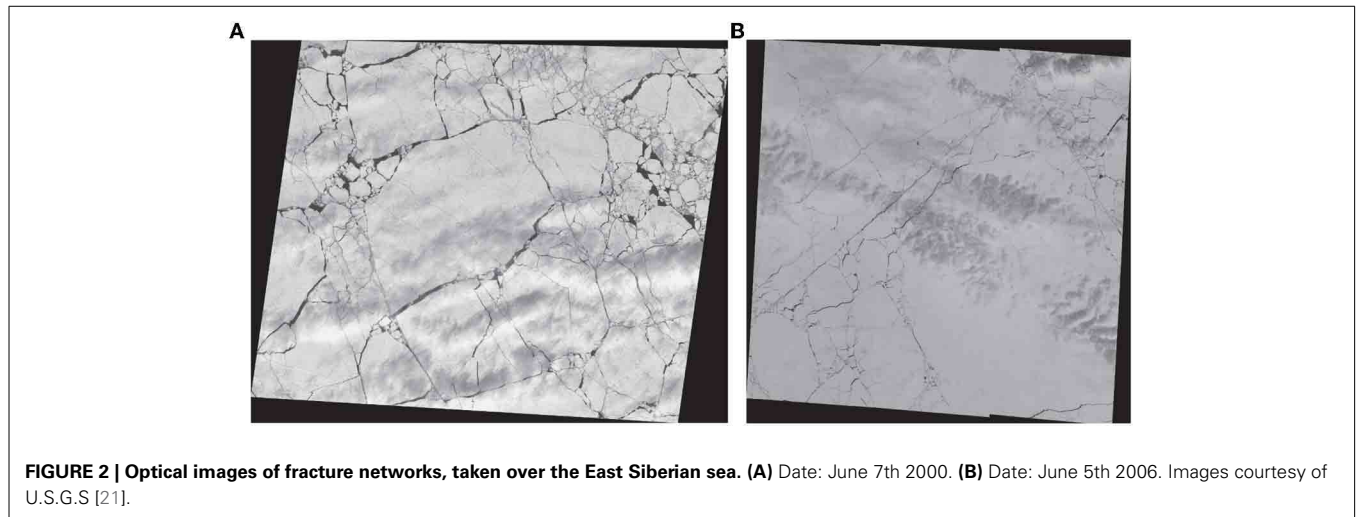 A
B
FIGURE 2 | Optical images of fracture networks, taken over the East Siberian sea. (A) Date: June 7th 2000. (B) Date: June 5th 2006. Images courtesy of
U.S.G.S [21].